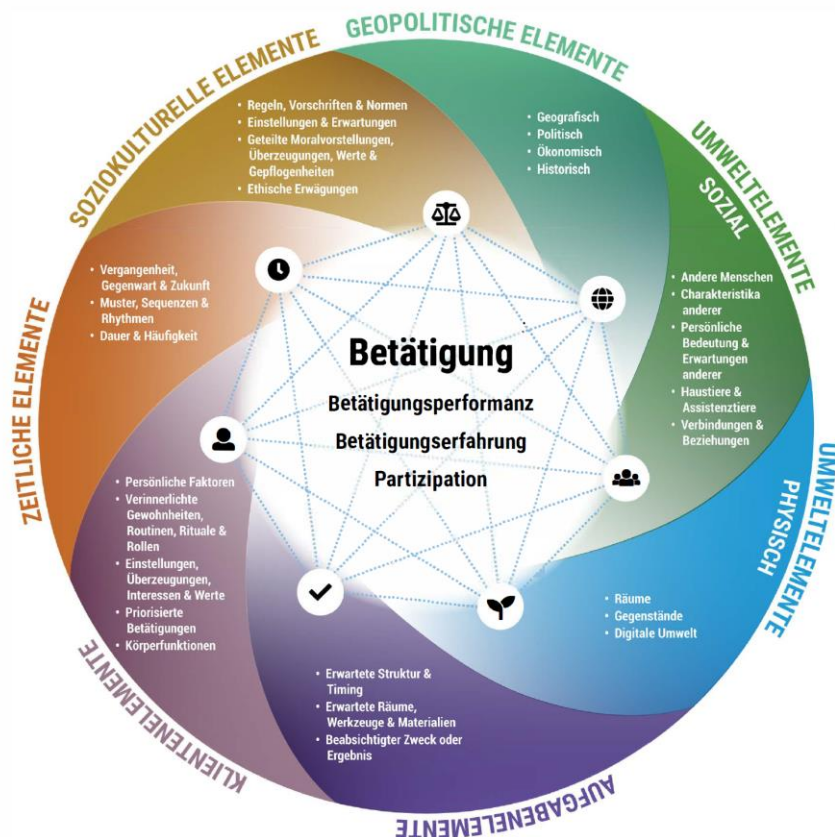 GEOPOLITISCHE ELEMENTE
• Geografisch
• Politisch
• Ökonomisch
• Historisch
UMWELTELEMENTE
SOZIAL
• Andere Menschen
• Charakteristika
anderer
• Persönliche
Bedeutung &
Erwartungen
anderer
• Haustiere &
Assistenztiere
• Verbindungen &
Beziehungen
UMWELTELEMENTE
PHYSISCH
• Räume
• Gegenstände
• Digitale Umwelt
AUFGABENELEMENTE
• Erwartete Struktur &
Timing
• Erwartete Räume,
Werkzeuge & Materialien
• Beabsichtigter Zweck oder
Ergebnis
KLIENTENELEMENTE
• Persönliche Faktoren
• Verinnerlichte
Gewohnheiten,
Routinen, Rituale &
Rollen
• Einstellungen,
Überzeugungen,
Interessen & Werte
• Priorisierte
Betätigungen
• Körperfunktionen
ZEITLICHE ELEMENTE
• Vergangenheit,
Gegenwart & Zukunft
• Muster, Sequenzen &
Rhythmen
• Dauer & Häufigkeit
SOZIOKULTURELLE ELEMENTE
• Regeln, Vorschriften & Normen
• Einstellungen & Erwartungen
• Geteilte Moralvorstellungen,
Überzeugungen, Werte &
Gepflogenheiten
• Ethische Erwägungen
Betätigung
Betätigungsperformanz
Betätigungserfahrung
Partizipation